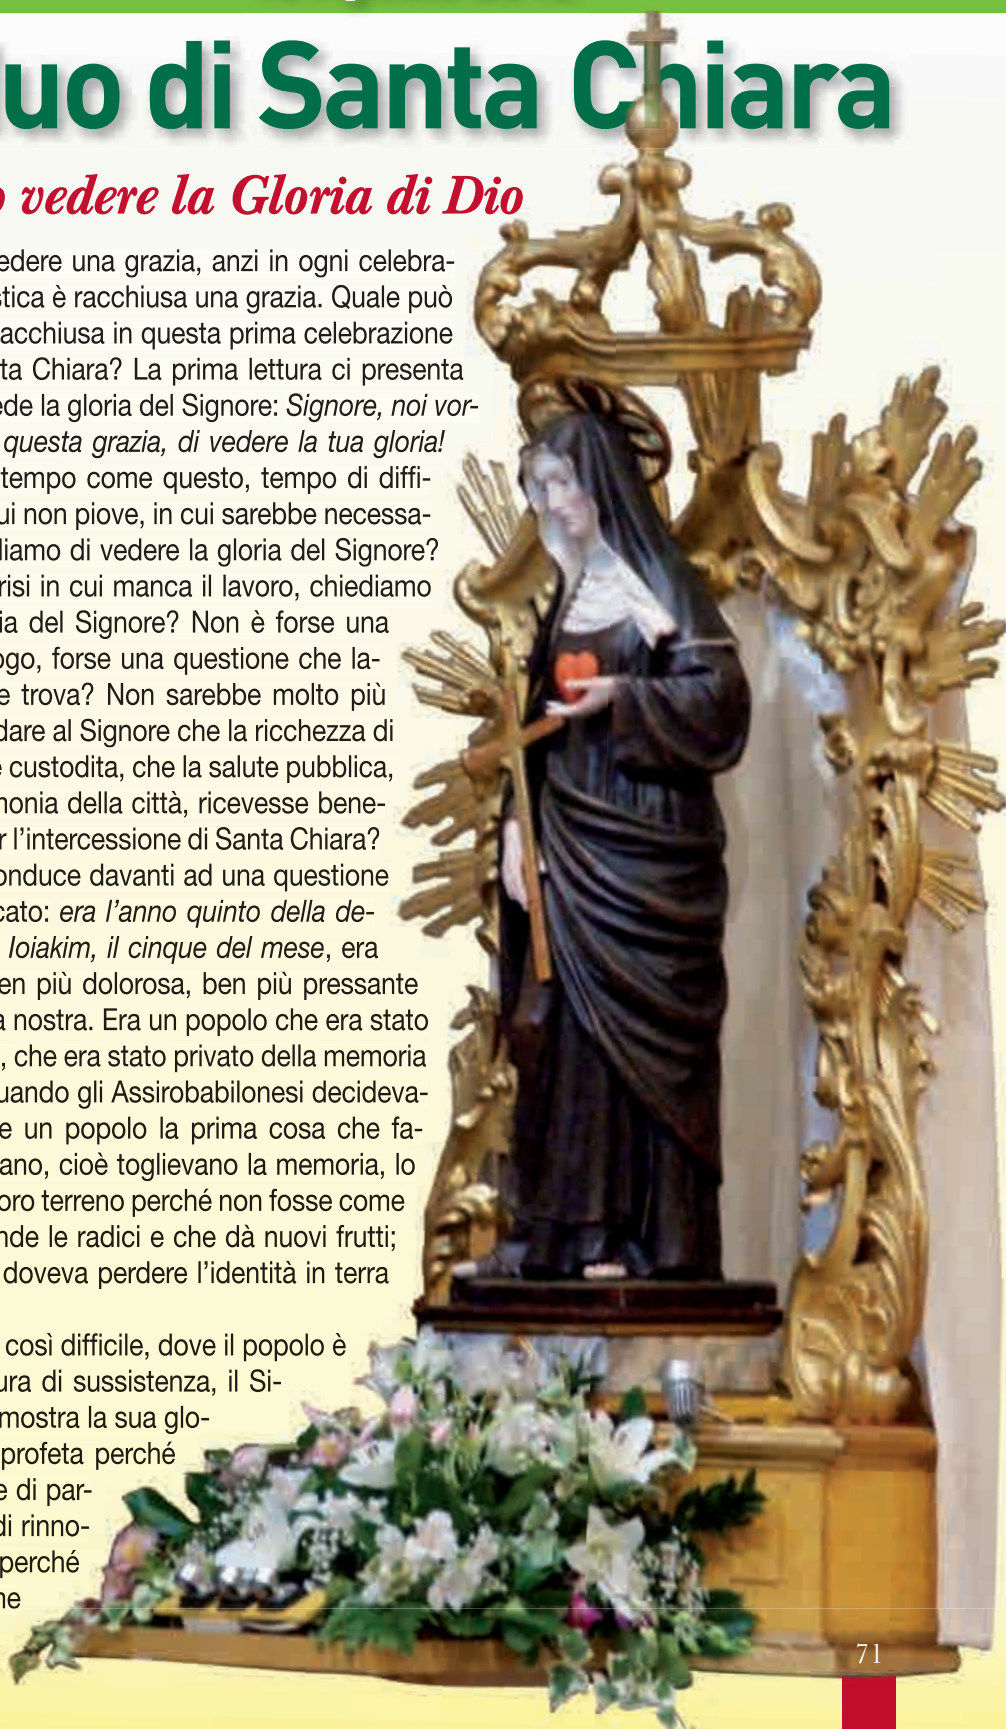 uo di Santa Chiara
vedere la Gloria di Dio
edere una grazia, anzi in ogni celebra-
stica è racchiusa una grazia. Quale può
acchiusa in questa prima celebrazione
ta Chiara? La prima lettura ci presenta
ede la gloria del Signore: Signore, noi vor-
questa grazia, di vedere la tua gloria!
tempo come questo, tempo di diffi-
ui non piove, in cui sarebbe necessa-
diamo di vedere la gloria del Signore?
risi in cui manca il lavoro, chiediamo
ia del Signore? Non è forse una
ogo, forse una questione che la-
e trova? Non sarebbe molto più
dare al Signore che la ricchezza di
e custodita, che la salute pubblica,
monia della città, ricevesse bene-
r l'intercessione di Santa Chiara?
onduce davanti ad una questione
cato: era l'anno quinto della de-
Ioiakim, il cinque del mese, era
en più dolorosa, ben più pressante
a nostra. Era un popolo che era stato
, che era stato privato della memoria
uando gli Assirobabilonesi decideva-
e un popolo la prima cosa che fa-
ano, cioè toglievano la memoria, lo
oro terreno perché non fosse come
nde le radici e che dà nuovi frutti;
doveva perdere l'identità in terra
così difficile, dove il popolo è
ura di sussistenza, il Si-
mostra la sua glo-
profeta perché
e di par-
di rinno-
perché
ne
71